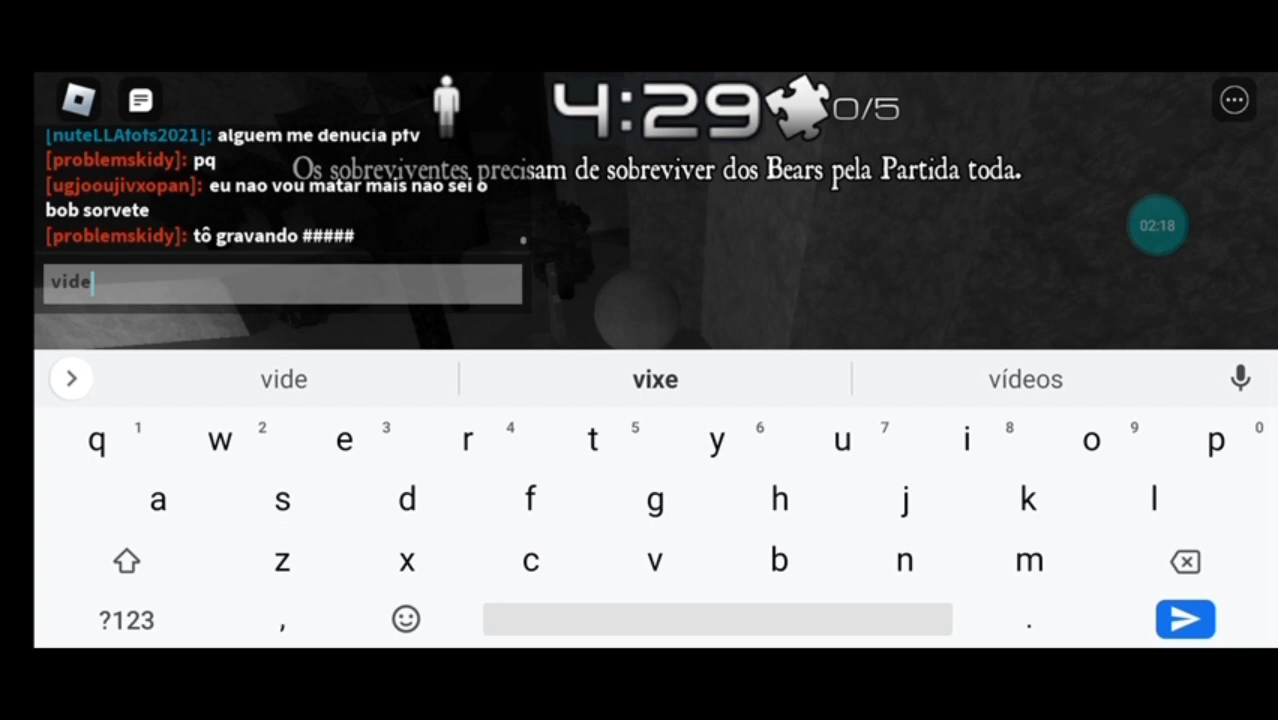 4:29 0/5
[nuteLLAfofs2021]: alguem me denucia pfv
[problemskidy]: pq
Os sobreviventes precisam de sobreviver dos Bears pela Partida toda.
[ugjooujivxopan]: eu nao vou matar mais nao sei o
bob sorvete
[problemskidy]: tô gravando #####
02:18
vide
vide vixe vídeos
q 1 w 2 e 3 r 4 t 5 y 6 u 7 i 8 o 9 p 0
a s d f g h j k l
z x c v b n m
?123 , .